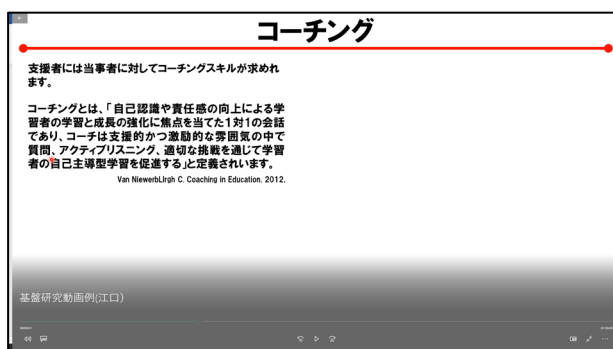 コーチング
支援者には当事者に対してコーチングスキルが求めれ
ます。
コーチングとは、「自己認識や責任感の向上による学
習者の学習と成長の強化に焦点を当てた1対1の会話
であり、コーチは支援的かつ激励的な雰囲気の中で
質問、アクティブリスニング、適切な挑戦を通じて学習
者の自己主導型学習を促進する」と定義されいます。
Van NiewerbLIrgh C. Coaching in Education. 2012.
基盤研究動画例(江口)